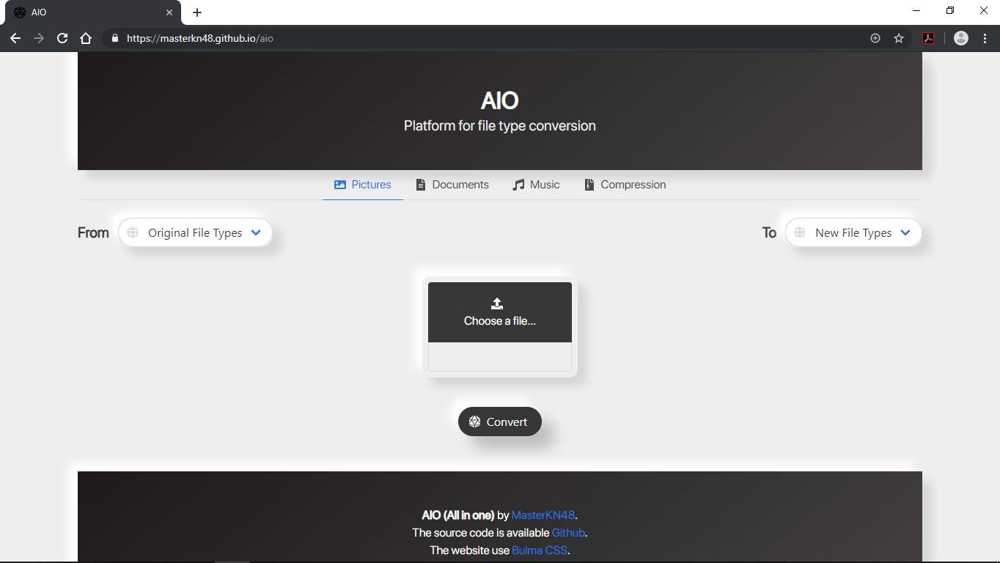 AIO
https://masterkn48.github.io/aio
AIO
Platform for file type conversion
Pictures Documents Music Compression
From Original File Types To New File Types
Choose a file...
Convert
AIO (All in one) by MasterKN48.
The source code is available Github.
The website use Bulma CSS.